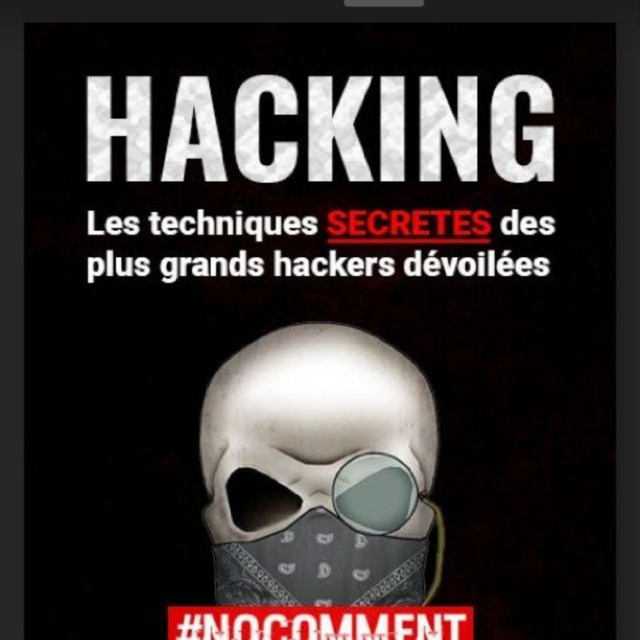 HACKING
Les techniques SECRETES des
plus grands hackers dévoilées
#NOCOMMENT